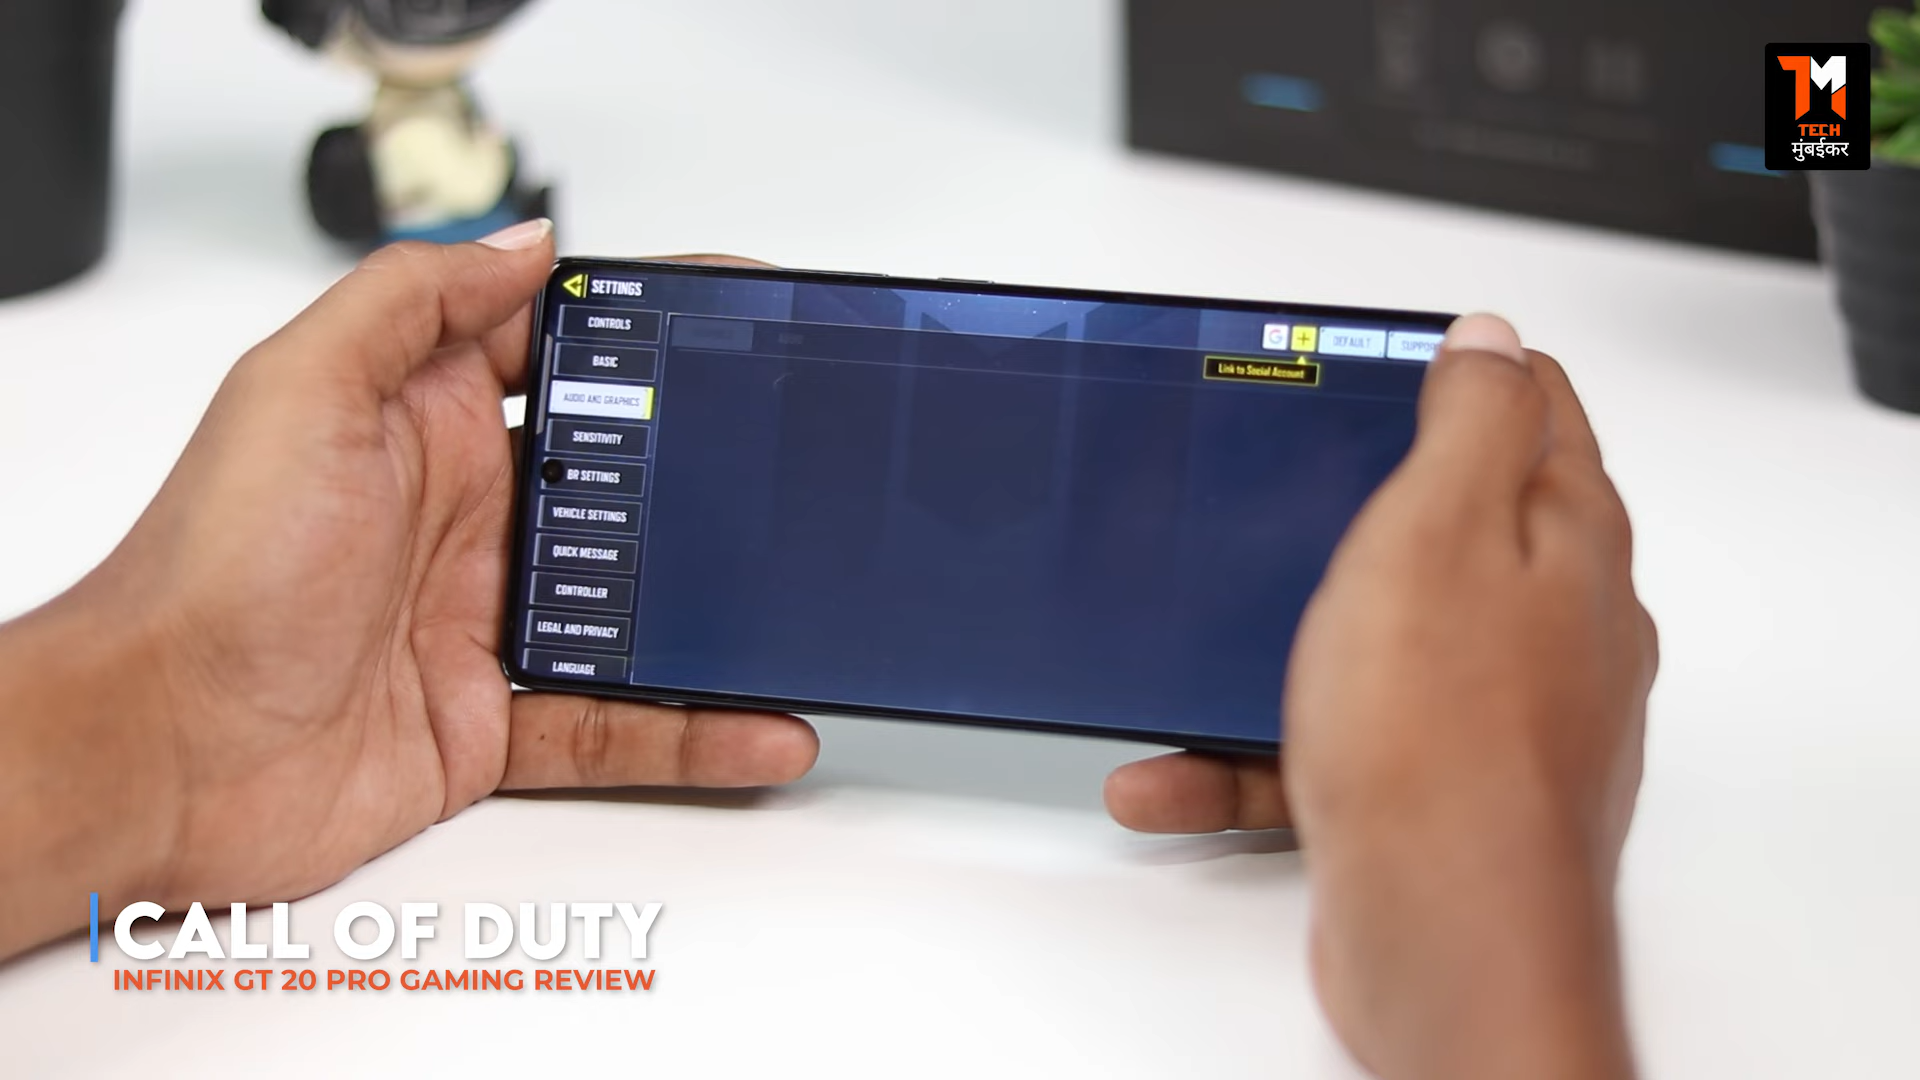 TM
TECH
मुंबईकर
SETTINGS
CONTROLS
BASIC
AUDIO AND GRAPHICS
SENSITIVITY
BR SETTINGS
VEHICLE SETTINGS
QUICK MESSAGE
CONTROLLER
LEGAL AND PRIVACY
LANGUAGE
G
+
DEFAULT
Link to Social Account
CALL OF DUTY
INFINIX GT 20 PRO GAMING REVIEW